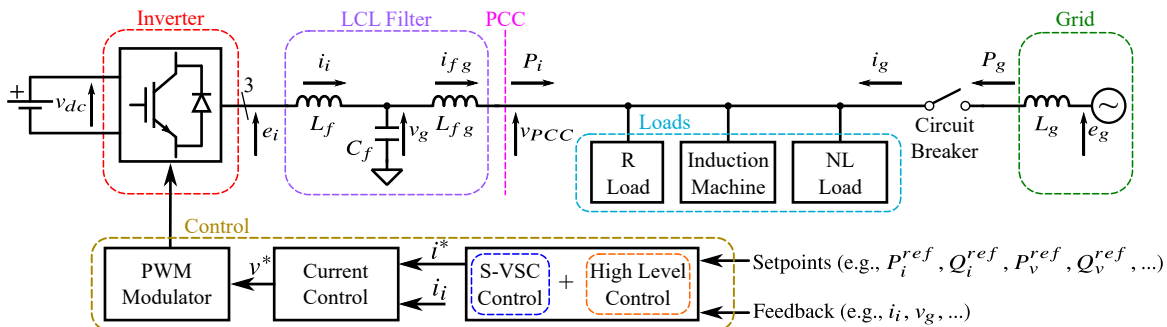 Inverter
LCL Filter
PCC
Grid
+
v_dc
3
e_i
i_i
L_f
C_f
v_g
i_fg
L_fg
P_i
v_PCC
i_g
P_g
Circuit
Breaker
L_g
~
e_g
Loads
R
Load
Induction
Machine
NL
Load
Control
PWM
Modulator
v*
Current
Control
i*
i_i
S-VSC
Control
+
High Level
Control
Setpoints (e.g., P_i^ref, Q_i^ref, P_v^ref, Q_v^ref, ...)
Feedback (e.g., i_i, v_g, ...)